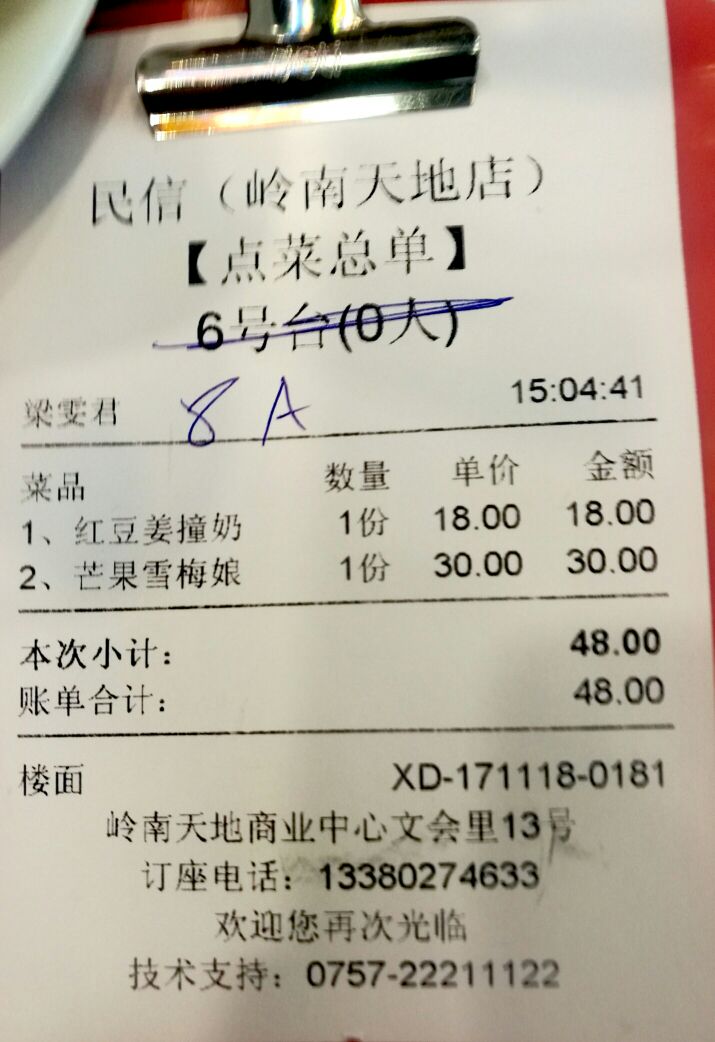 民信（岭南天地店）
【点菜总单】
6号台(0人)
梁雯君 8A 15:04:41
菜品 数量 单价 金额
1、红豆姜撞奶 1份 18.00 18.00
2、芒果雪梅娘 1份 30.00 30.00
本次小计： 48.00
账单合计： 48.00
楼面 XD-171118-0181
岭南天地商业中心文会里13号
订座电话：13380274633
欢迎您再次光临
技术支持：0757-22211122